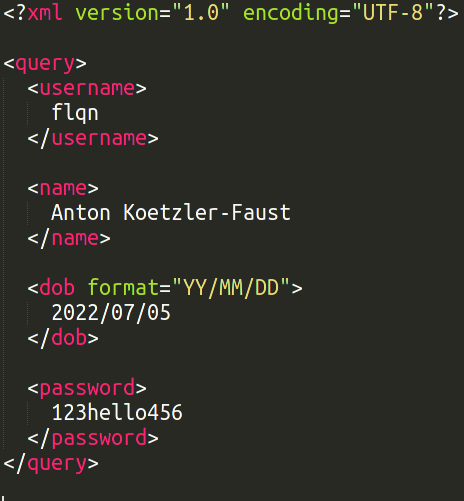 <?xml version="1.0" encoding="UTF-8"?>
<query>
<username>
flqn
</username>
<name>
Anton Koetzler-Faust
</name>
<dob format="YY/MM/DD">
2022/07/05
</dob>
<password>
123hello456
</password>
</query>